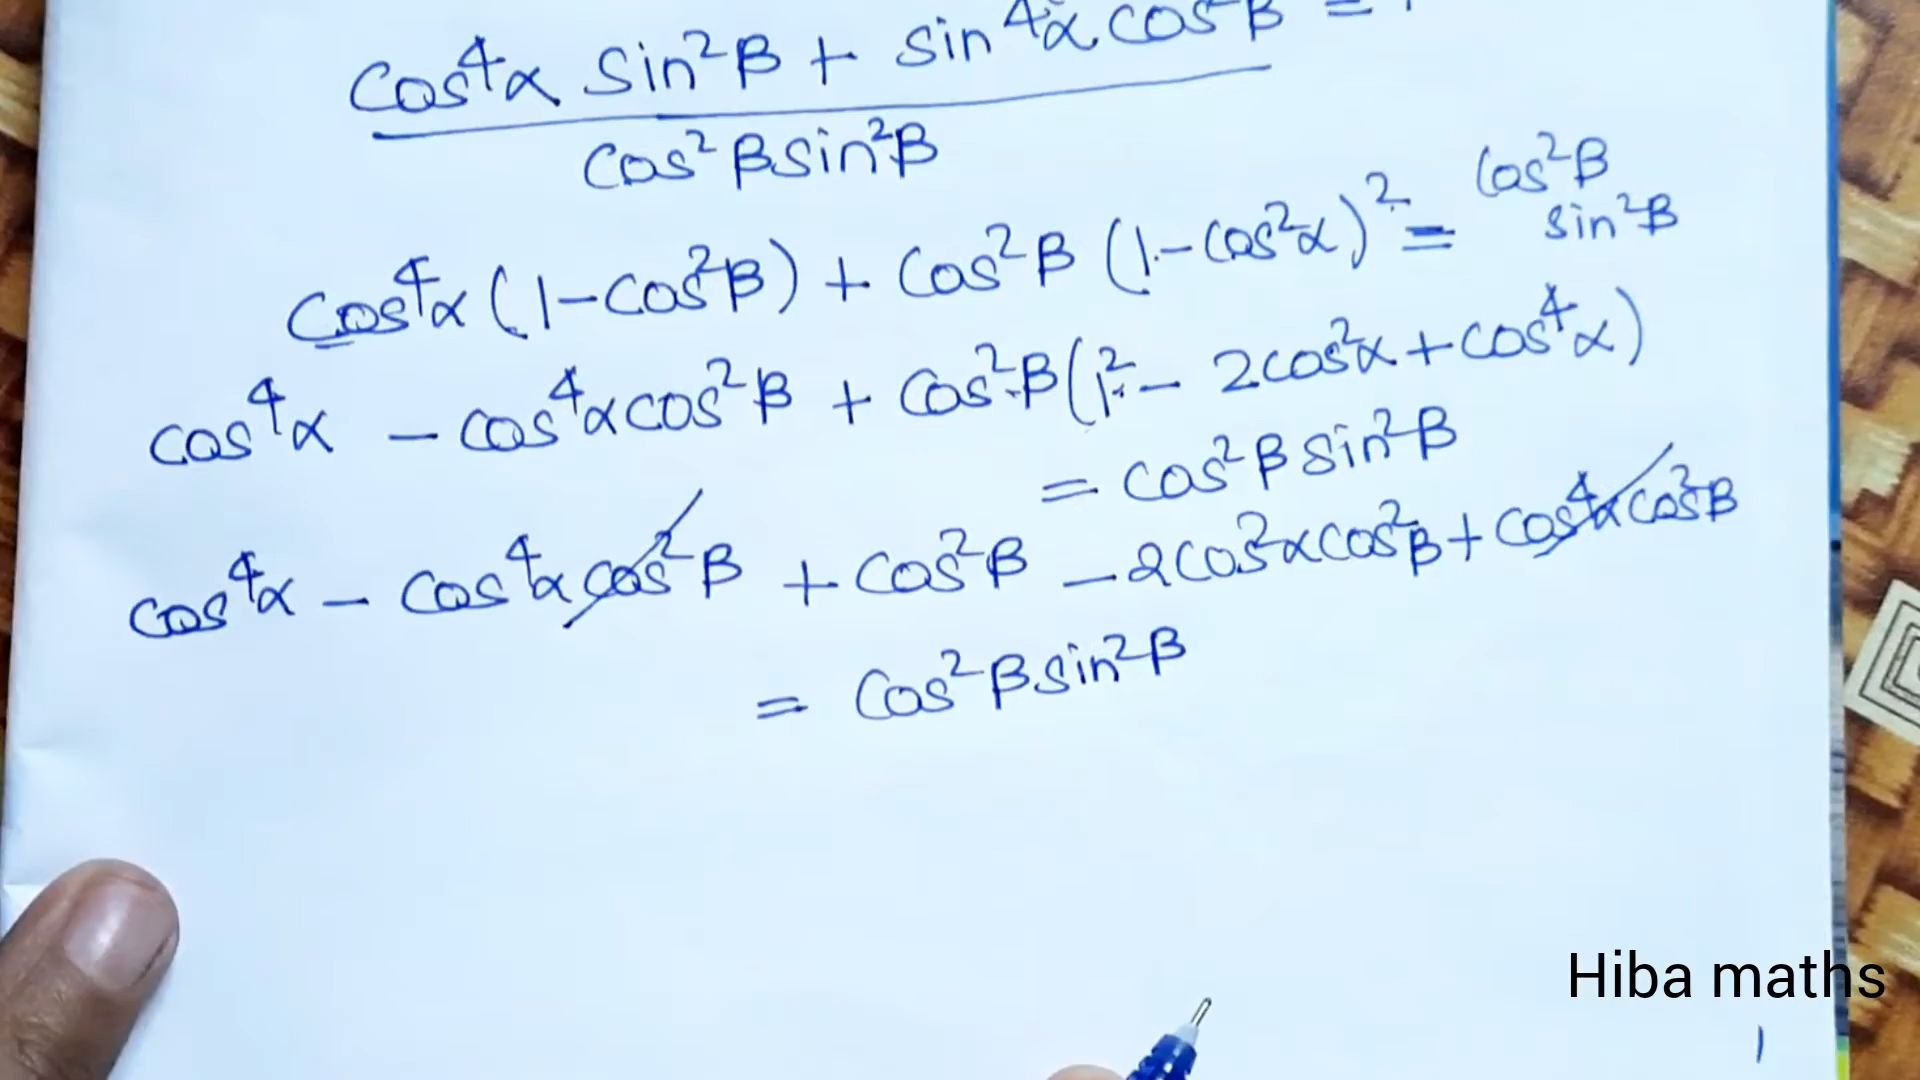 cos⁴α sin²β + sin⁴α cos²β =
cos²β sin²β
cos⁴α (1-cos²β) + cos²β (1-cos²α)² = cos²β
sin²β
cos⁴α - cos⁴α cos²β + cos²β (1² - 2cos²α + cos⁴α)
= cos²β sin²β
cos⁴α - cos⁴α cos²β + cos²β - 2cos²α cos²β + cos⁴α cos²β
= cos²β sin²β
Hiba maths